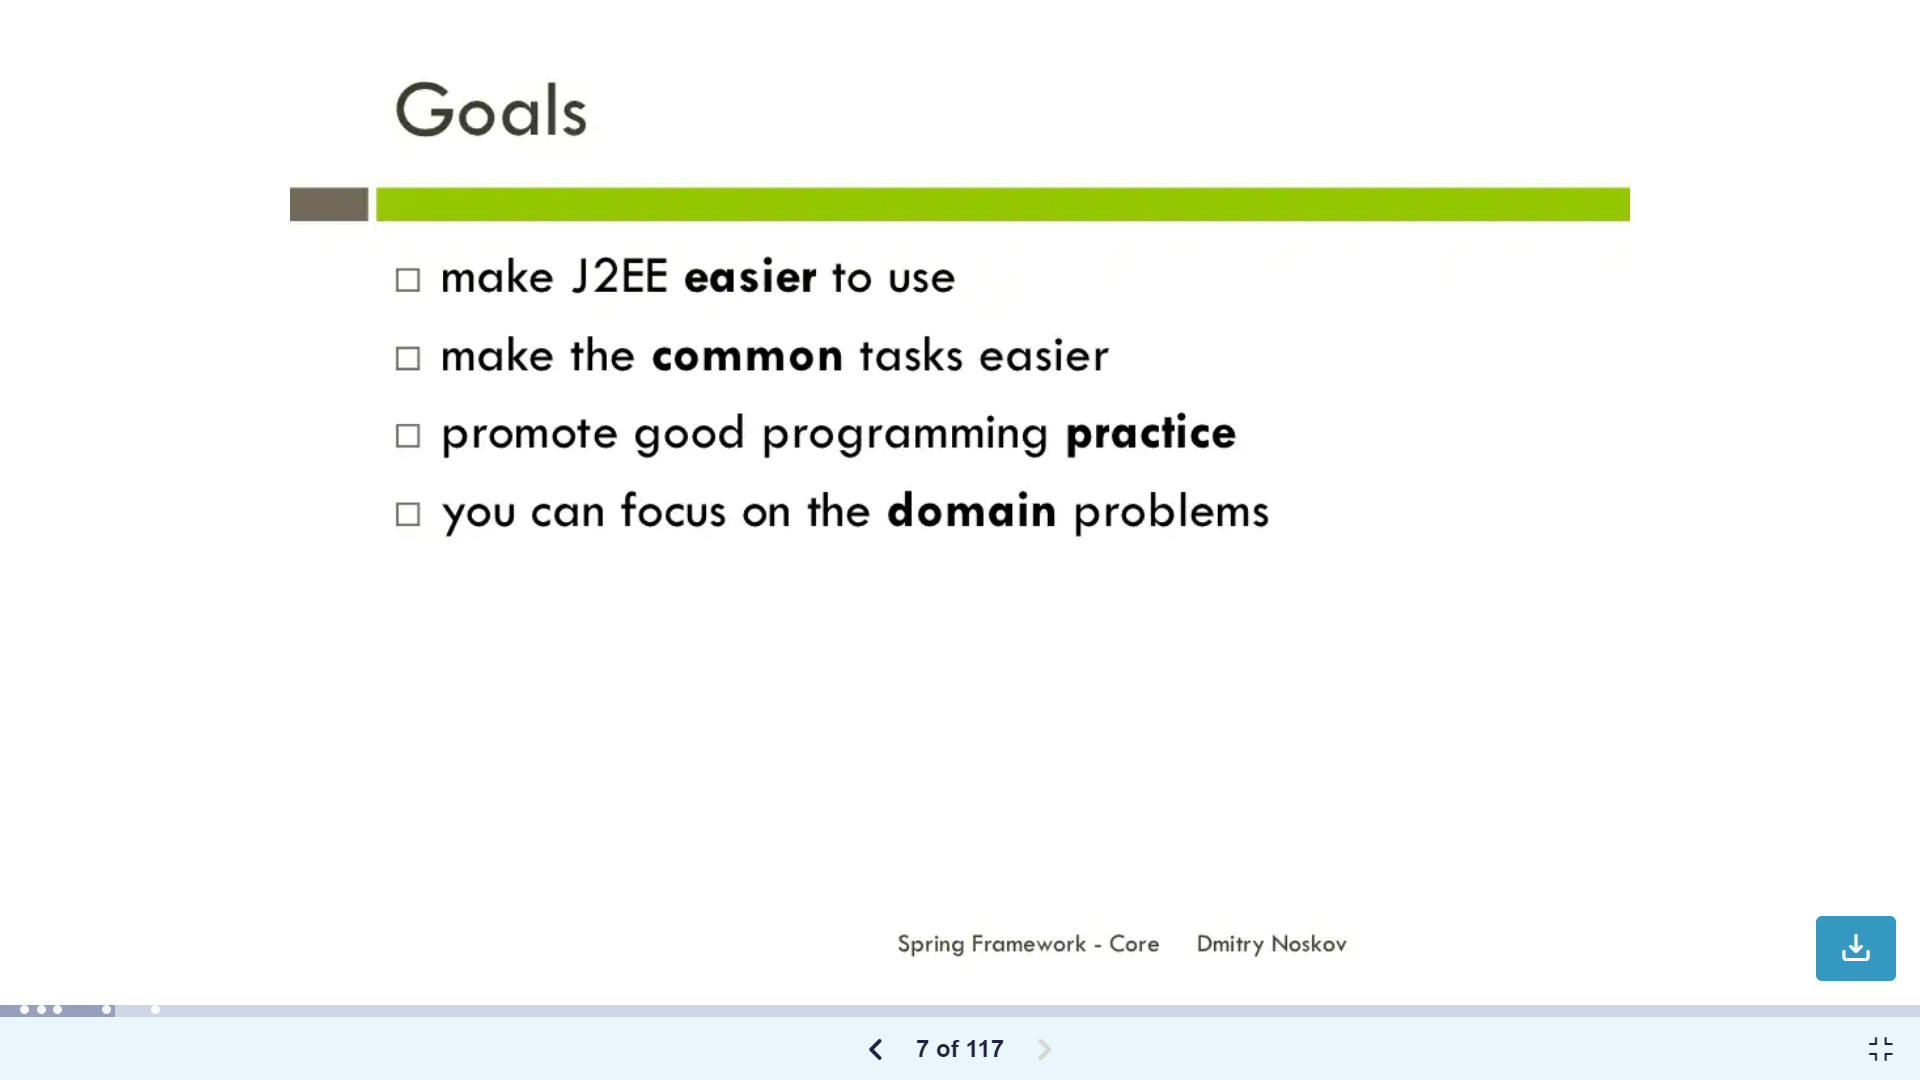 Goals
make J2EE easier to use
make the common tasks easier
promote good programming practice
you can focus on the domain problems
Spring Framework - Core Dmitry Noskov
7 of 117